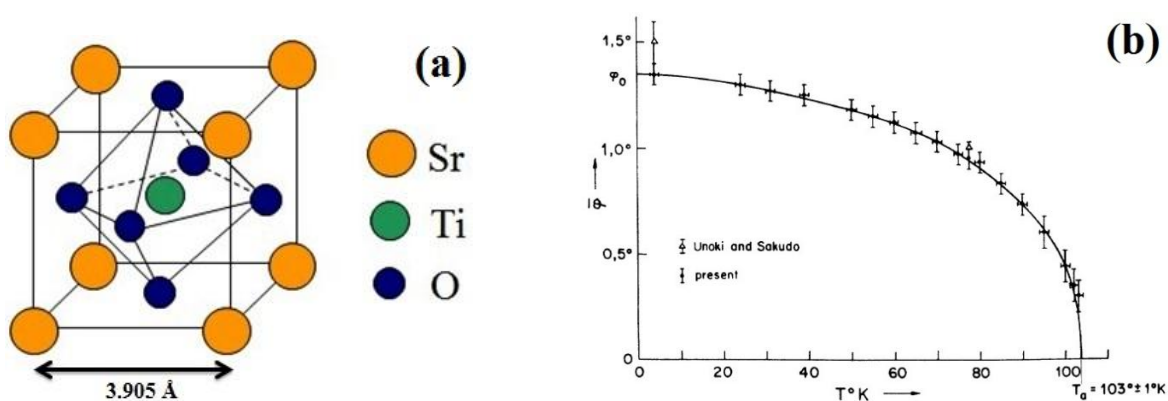 (a)
Sr
Ti
O
3.905 Å
(b)
1,5°
φ₀
1,0°
0,5°
0
φ̄
△ Unoki and Sakudo
present
0 20 40 60 80 100
T°K
Tₐ = 103°± 1°K